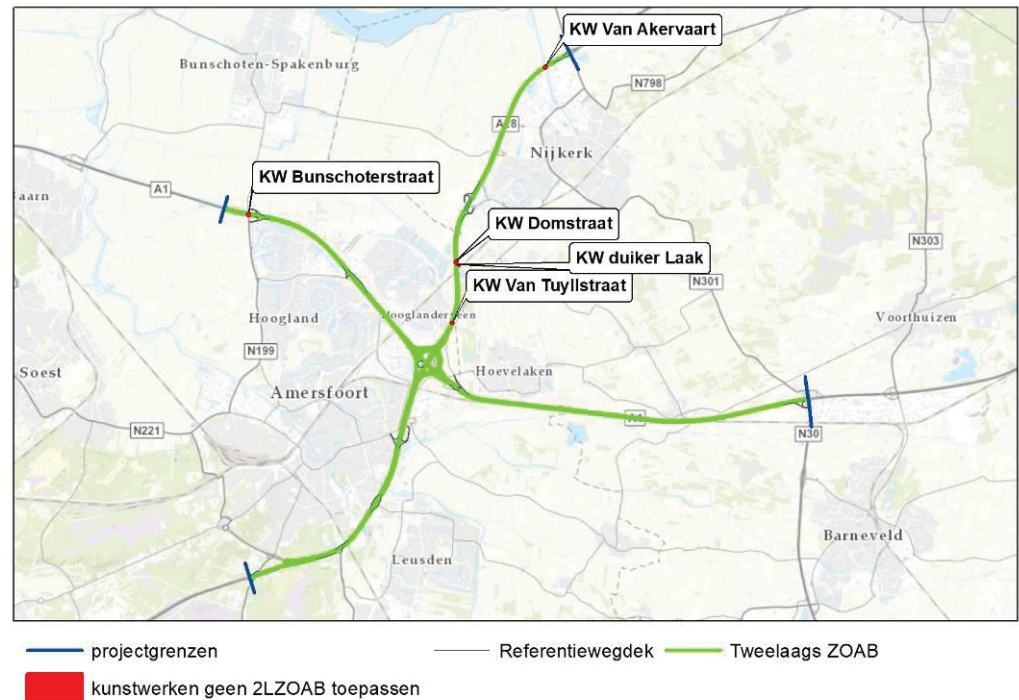 KW Van Akervaart
Bunschoten-Spakenburg
N798
A28
Nijkerk
KW Bunschoterstraat
A1
aarn
KW Domstraat
N303
KW duiker Laak
N301
KW Van Tuyllstraat
Hooglanderveen
Hoogland
Voorthuizen
N199
Soest
Hoevelaken
Amersfoort
A1
N221
N30
Barneveld
Leusden
projectgrenzen
Referentiewegdek
Tweelaags ZOAB
kunstwerken geen 2LZOAB toepassen